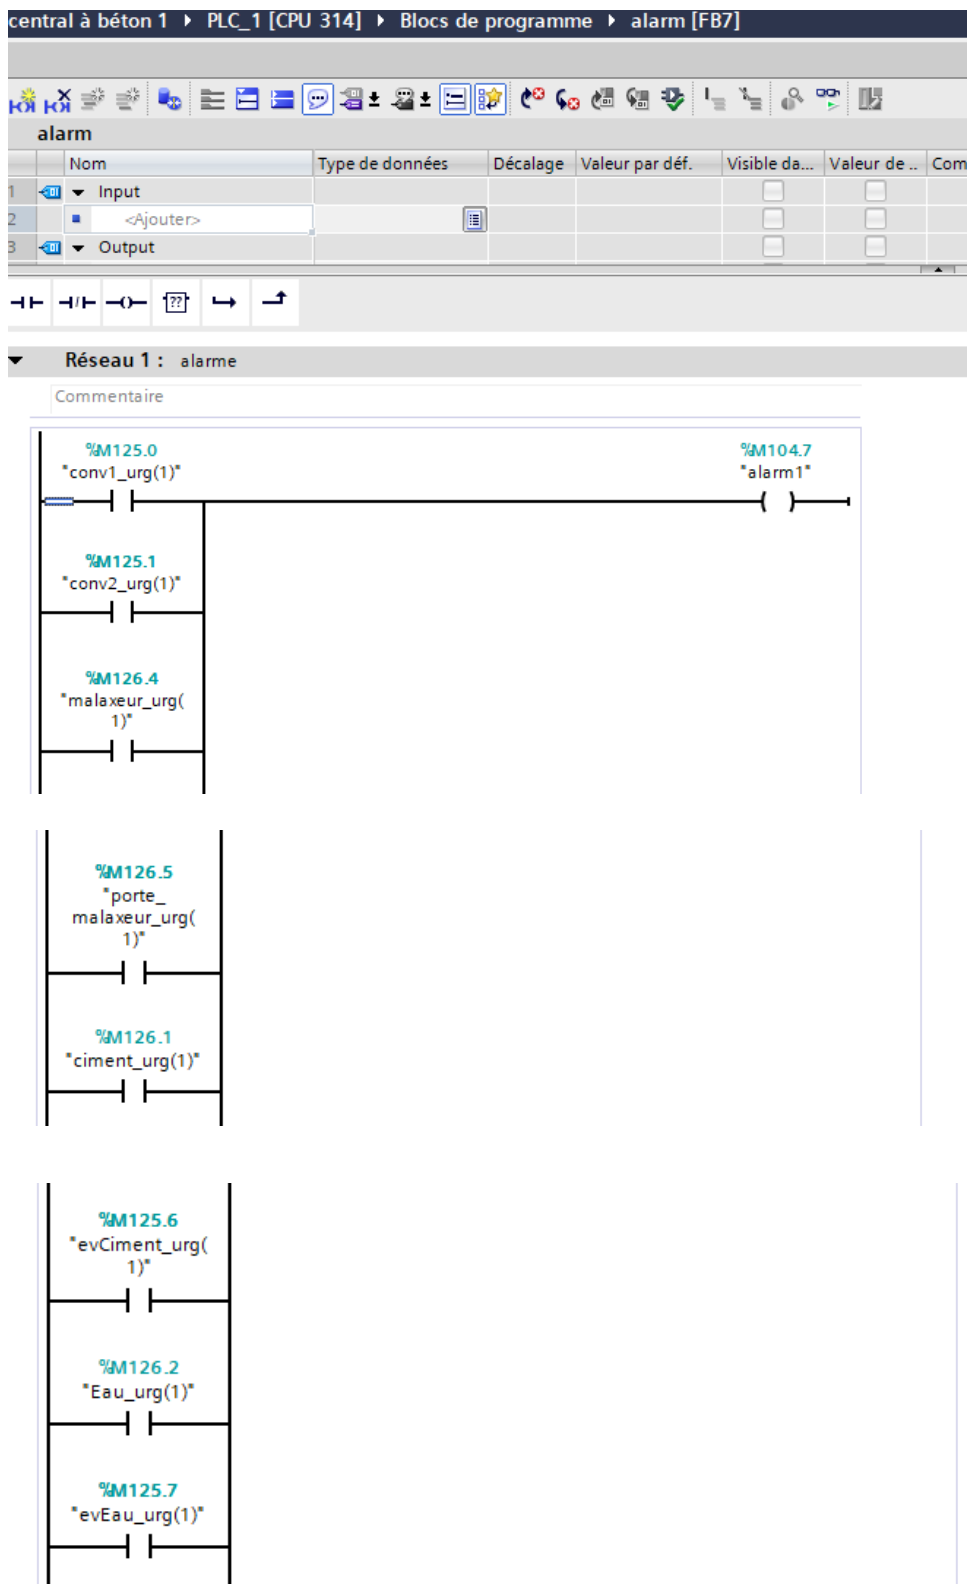 central à béton 1 ▸ PLC_1 [CPU 314] ▸ Blocs de programme ▸ alarm [FB7]
alarm
Nom Type de données Décalage Valeur par déf. Visible da... Valeur de .. Com
1 Input
2 <Ajouter>
3 Output
??
Réseau 1 : alarme
Commentaire
%M125.0 %M104.7
"conv1_urg(1)" "alarm1"
%M125.1
"conv2_urg(1)"
%M126.4
"malaxeur_urg(
1)"
%M126.5
"porte_
malaxeur_urg(
1)"
%M126.1
"ciment_urg(1)"
%M125.6
"evCiment_urg(
1)"
%M126.2
"Eau_urg(1)"
%M125.7
"evEau_urg(1)"